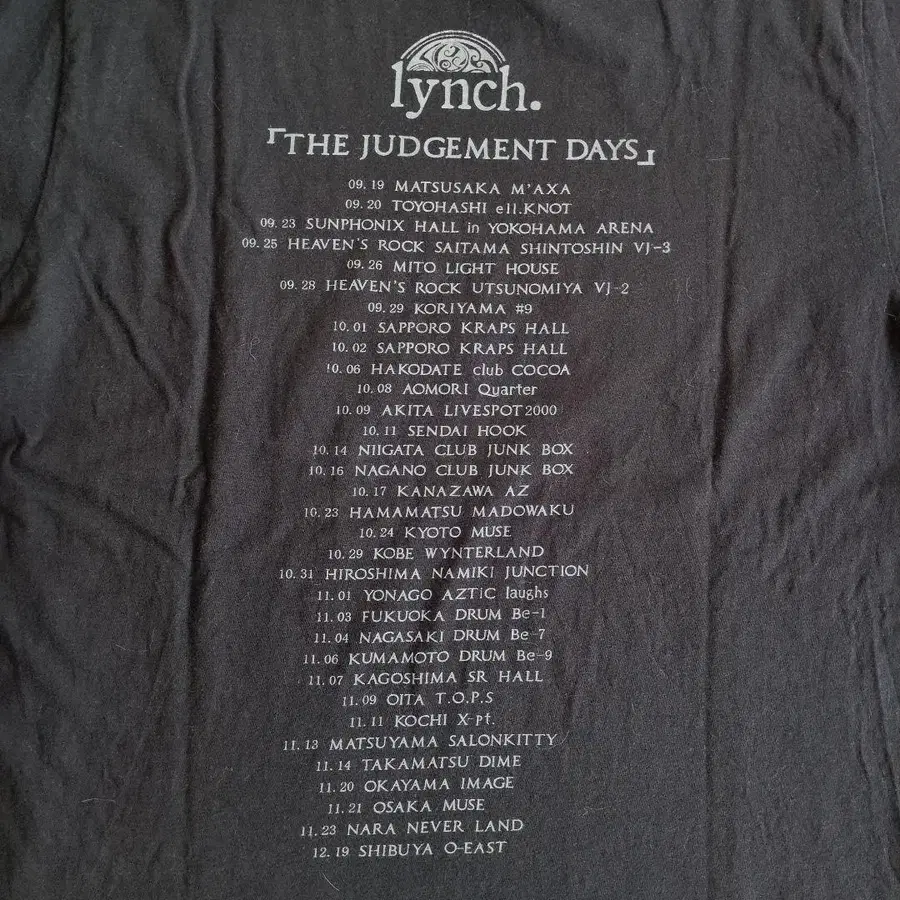 lynch.
「THE JUDGEMENT DAYS」
09.19 MATSUSAKA M'AXA
09.20 TOYOHASHI ell.KNOT
09.23 SUNPHONIX HALL in YOKOHAMA ARENA
09.25 HEAVEN'S ROCK SAITAMA SHINTOSHIN VJ-3
09.26 MITO LIGHT HOUSE
09.28 HEAVEN'S ROCK UTSUNOMIYA VJ-2
09.29 KORIYAMA #9
10.01 SAPPORO KRAPS HALL
10.02 SAPPORO KRAPS HALL
10.06 HAKODATE club COCOA
10.08 AOMORI Quarter
10.09 AKITA LIVESPOT2000
10.11 SENDAI HOOK
10.14 NIIGATA CLUB JUNK BOX
10.16 NAGANO CLUB JUNK BOX
10.17 KANAZAWA AZ
10.23 HAMAMATSU MADOWAKU
10.24 KYOTO MUSE
10.29 KOBE WYNTERLAND
10.31 HIROSHIMA NAMIKI JUNCTION
11.01 YONAGO AZTIC laughs
11.03 FUKUOKA DRUM Be-1
11.04 NAGASAKI DRUM Be-7
11.06 KUMAMOTO DRUM Be-9
11.07 KAGOSHIMA SR HALL
11.09 OITA T.O.P.S
11.11 KOCHI X-pt.
11.13 MATSUYAMA SALONKITTY
11.14 TAKAMATSU DIME
11.20 OKAYAMA IMAGE
11.21 OSAKA MUSE
11.23 NARA NEVER LAND
12.19 SHIBUYA O-EAST